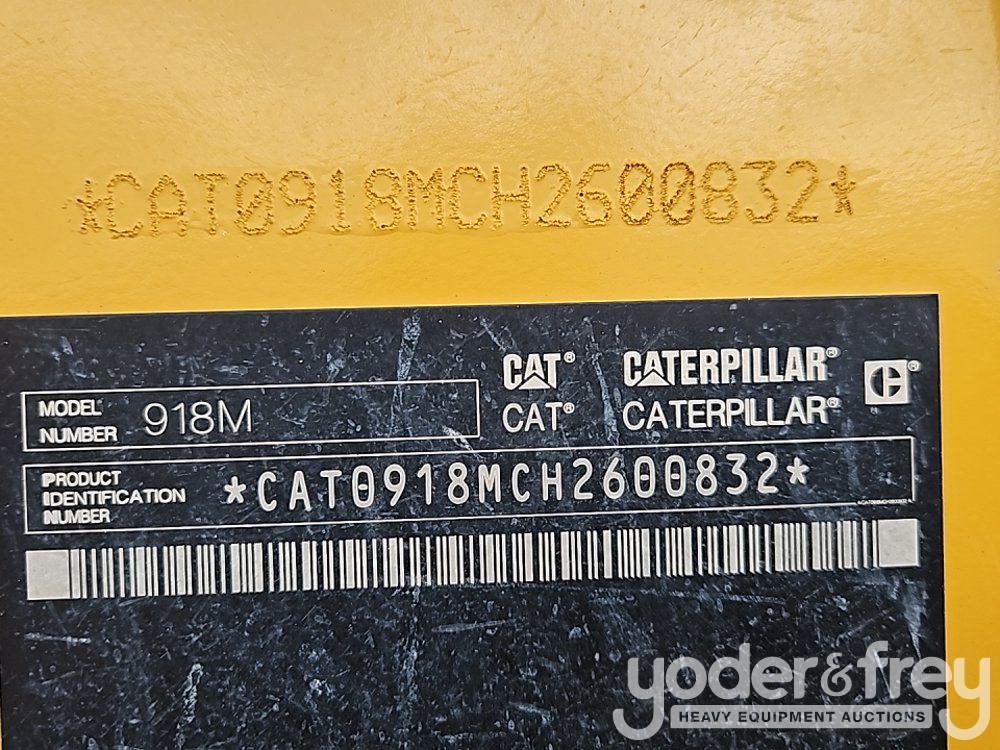 *CAT0918MCH2600832*
CAT® CATERPILLAR®
MODEL NUMBER 918M CAT® CATERPILLAR®
PRODUCT IDENTIFICATION NUMBER *CAT0918MCH2600832*
yoder&frey
HEAVY EQUIPMENT AUCTIONS